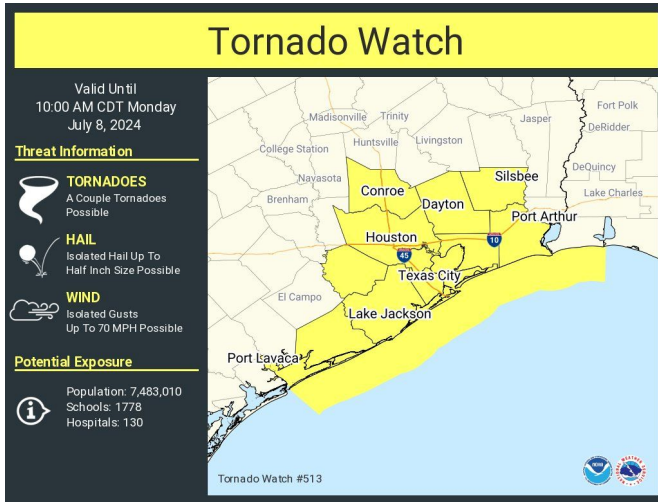 Tornado Watch
Valid Until
10:00 AM CDT Monday
July 8, 2024
Threat Information
TORNADOES
A Couple Tornadoes
Possible
HAIL
Isolated Hail Up To
Half Inch Size Possible
WIND
Isolated Gusts
Up To 70 MPH Possible
Potential Exposure
Population: 7,483,010
Schools: 1778
Hospitals: 130
Fort Polk
Madisonville
Trinity
Jasper
DeRidder
Huntsville
Livingston
College Station
DeQuincy
Navasota
Silsbee
Conroe
Lake Charles
Brenham
Dayton
Port Arthur
Houston
10
45
Texas City
El Campo
Lake Jackson
Port Lavaca
Tornado Watch #513